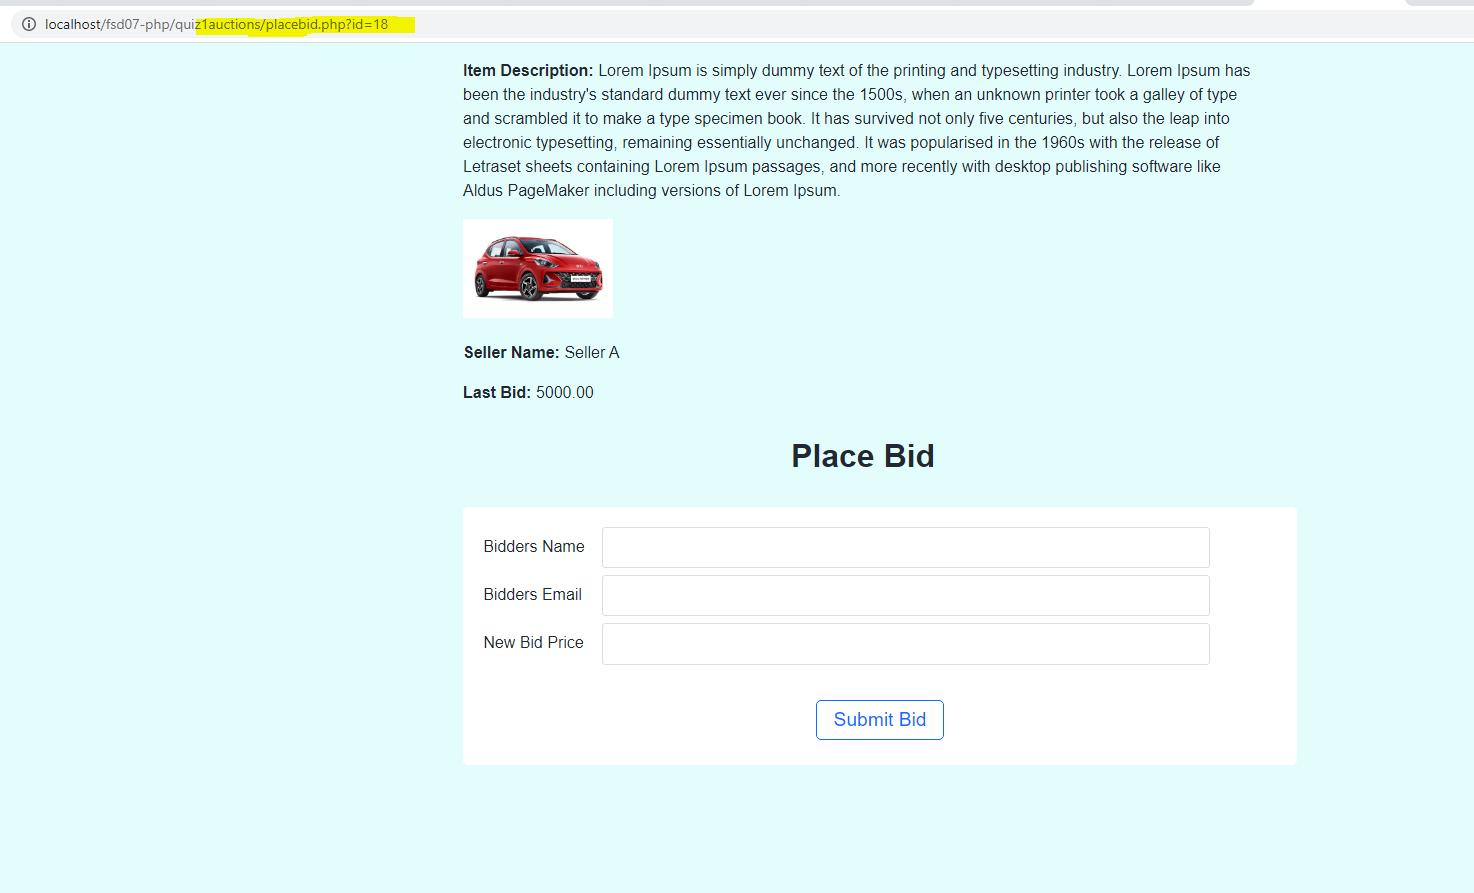 localhost/fsd07-php/quiz1auctions/placebid.php?id=18
Item Description: Lorem Ipsum is simply dummy text of the printing and typesetting industry. Lorem Ipsum has
been the industry's standard dummy text ever since the 1500s, when an unknown printer took a galley of type
and scrambled it to make a type specimen book. It has survived not only five centuries, but also the leap into
electronic typesetting, remaining essentially unchanged. It was popularised in the 1960s with the release of
Letraset sheets containing Lorem Ipsum passages, and more recently with desktop publishing software like
Aldus PageMaker including versions of Lorem Ipsum.
Seller Name: Seller A
Last Bid: 5000.00
Place Bid
Bidders Name
Bidders Email
New Bid Price
Submit Bid